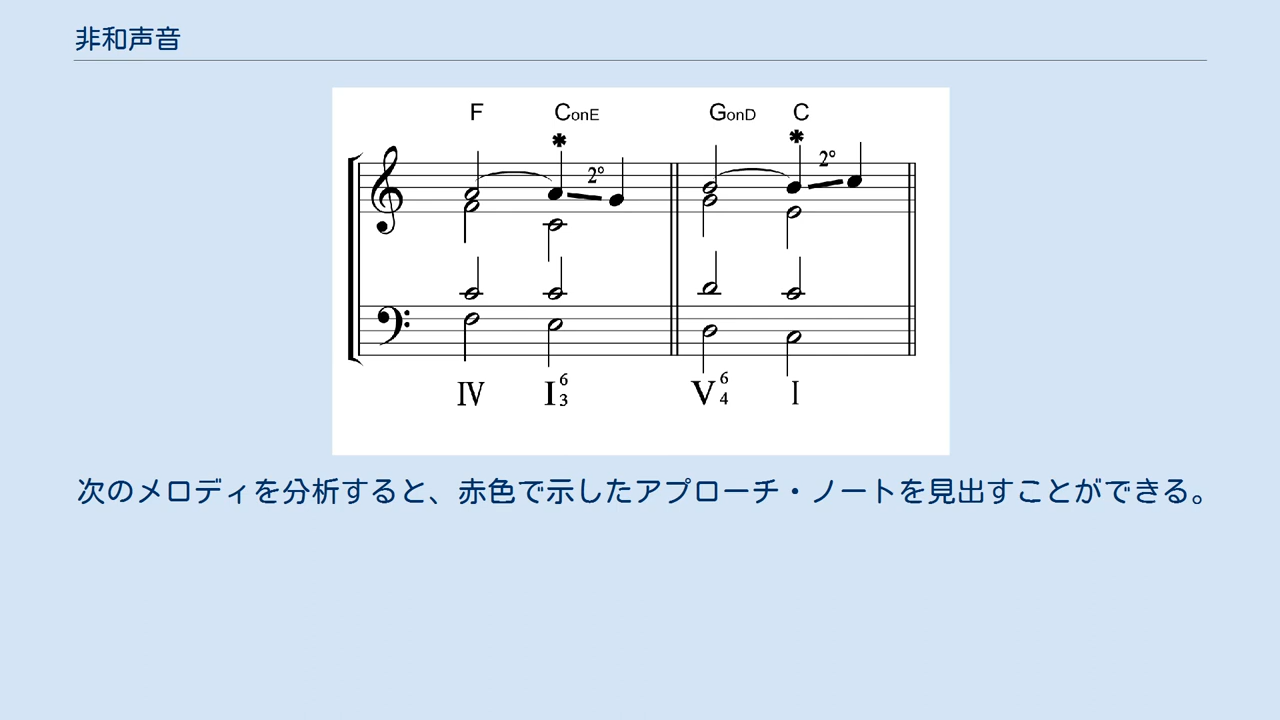 非和声音
F ConE GonD C
* *
2° 2°
IV I 6 3 V 6 4 I
次のメロディを分析すると、赤色で示したアプローチ・ノートを見出すことができる。